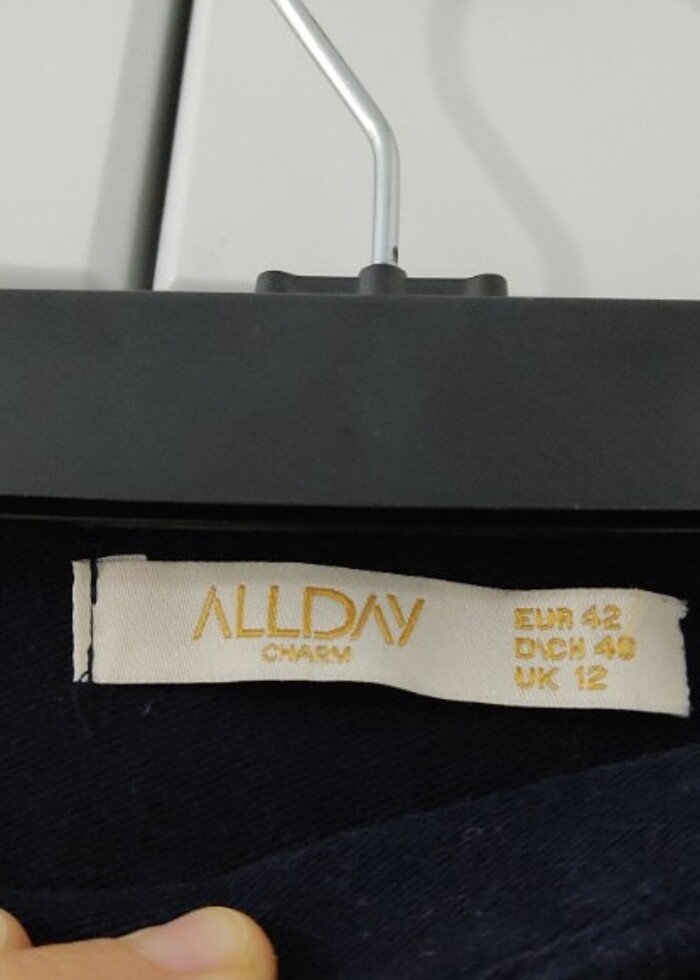 ALLDAY
CHARM
EUR 42
D\CH 40
UK 12